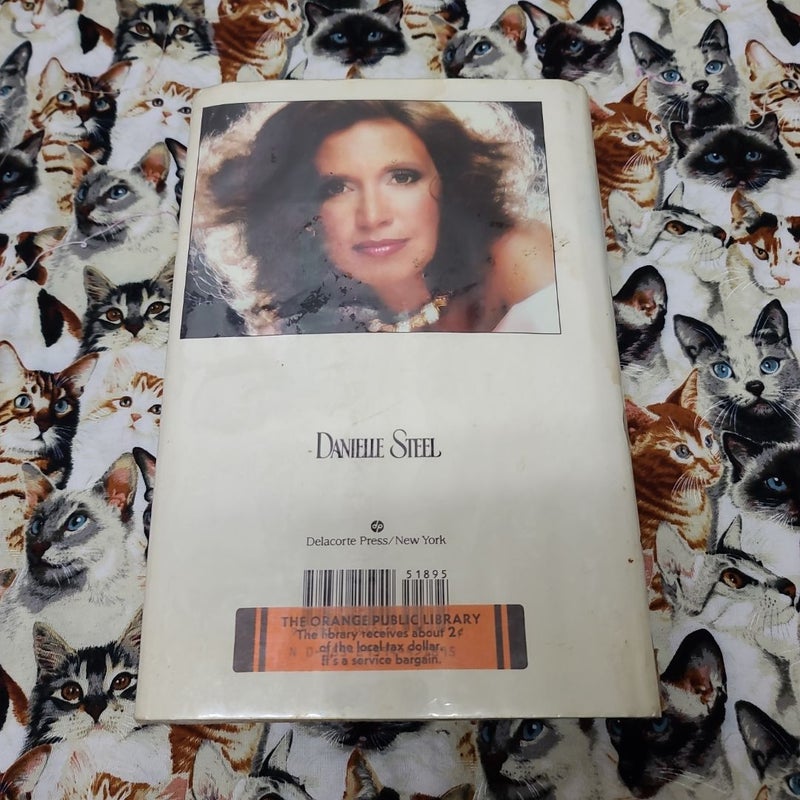 DANIELLE STEEL
dp
Delacorte Press/New York
51895
THE ORANGE PUBLIC LIBRARY
The library receives about 2¢
of the local tax dollar.
It's a service bargain.